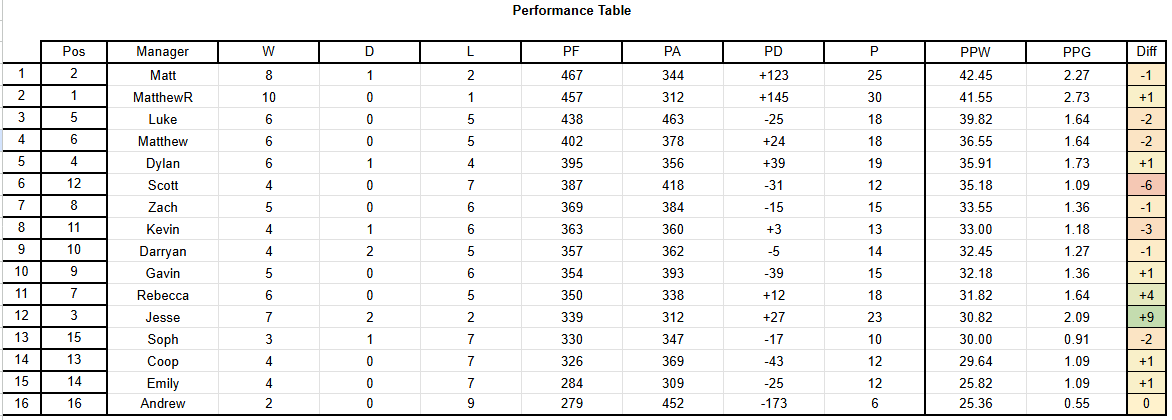 Performance Table
Pos Manager W D L PF PA PD P PPW PPG Diff
1 2 Matt 8 1 2 467 344 +123 25 42.45 2.27 -1
2 1 MatthewR 10 0 1 457 312 +145 30 41.55 2.73 +1
3 5 Luke 6 0 5 438 463 -25 18 39.82 1.64 -2
4 6 Matthew 6 0 5 402 378 +24 18 36.55 1.64 -2
5 4 Dylan 6 1 4 395 356 +39 19 35.91 1.73 +1
6 12 Scott 4 0 7 387 418 -31 12 35.18 1.09 -6
7 8 Zach 5 0 6 369 384 -15 15 33.55 1.36 -1
8 11 Kevin 4 1 6 363 360 +3 13 33.00 1.18 -3
9 10 Darryan 4 2 5 357 362 -5 14 32.45 1.27 -1
10 9 Gavin 5 0 6 354 393 -39 15 32.18 1.36 +1
11 7 Rebecca 6 0 5 350 338 +12 18 31.82 1.64 +4
12 3 Jesse 7 2 2 339 312 +27 23 30.82 2.09 +9
13 15 Soph 3 1 7 330 347 -17 10 30.00 0.91 -2
14 13 Coop 4 0 7 326 369 -43 12 29.64 1.09 +1
15 14 Emily 4 0 7 284 309 -25 12 25.82 1.09 +1
16 16 Andrew 2 0 9 279 452 -173 6 25.36 0.55 0